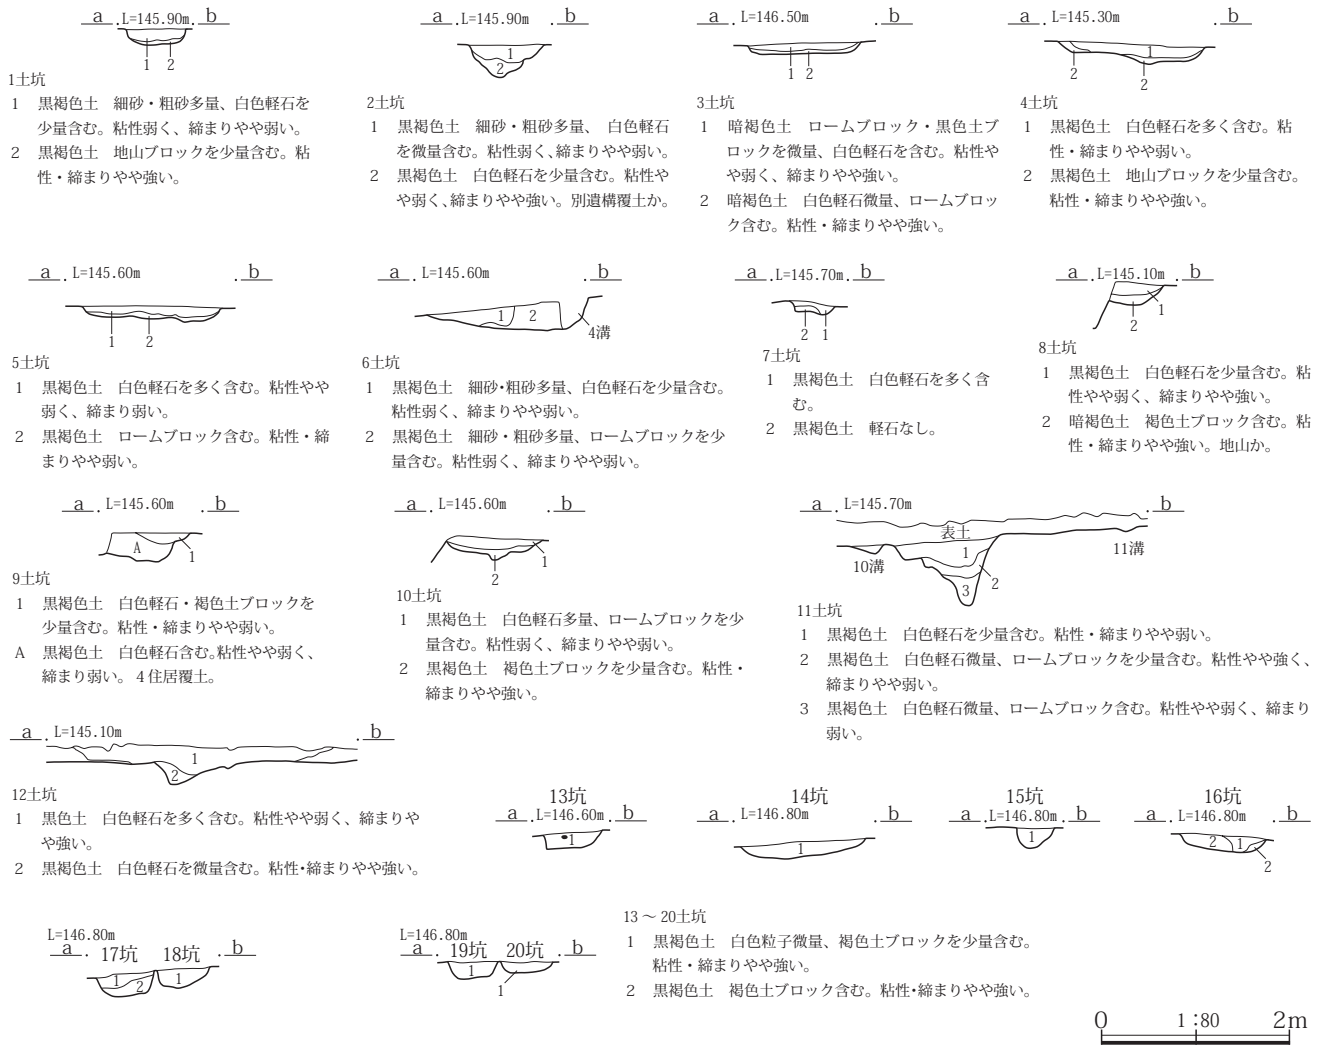 a . L=145.90m . b
1 2
1土坑
1 黒褐色土 細砂・粗砂多量、白色軽石を
少量含む。粘性弱く、締まりやや弱い。
2 黒褐色土 地山ブロックを少量含む。粘
性・締まりやや強い。
a . L=145.90m . b
1
2
2土坑
1 黒褐色土 細砂・粗砂多量、 白色軽石
を微量含む。粘性弱く、締まりやや弱い。
2 黒褐色土 白色軽石を少量含む。粘性や
や弱く、締まりやや強い。別遺構覆土か。
a . L=146.50m . b
1 2
3土坑
1 暗褐色土 ロームブロック・黒色土ブ
ロックを微量、白色軽石を含む。粘性や
や弱く、締まりやや強い。
2 暗褐色土 白色軽石微量、ロームブロッ
ク含む。粘性・締まりやや強い。
a . L=145.30m . b
1
2
2
4土坑
1 黒褐色土 白色軽石を多く含む。粘
性・締まりやや弱い。
2 黒褐色土 地山ブロックを少量含む。
粘性・締まりやや強い。
a . L=145.60m . b
1 2
5土坑
1 黒褐色土 白色軽石を多く含む。粘性やや
弱く、締まり弱い。
2 黒褐色土 ロームブロック含む。粘性・締
まりやや弱い。
a . L=145.60m . b
1 2
4溝
6土坑
1 黒褐色土 細砂・粗砂多量、白色軽石を少量含む。
粘性弱く、締まりやや弱い。
2 黒褐色土 細砂・粗砂多量、ロームブロックを少
量含む。粘性弱く、締まりやや弱い。
a . L=145.70m . b
2 1
7土坑
1 黒褐色土 白色軽石を多く含
む。
2 黒褐色土 軽石なし。
a . L=145.10m . b
1
2
8土坑
1 黒褐色土 白色軽石を少量含む。粘
性やや弱く、締まりやや強い。
2 暗褐色土 褐色土ブロック含む。粘
性・締まりやや強い。地山か。
a . L=145.60m . b
A
1
9土坑
1 黒褐色土 白色軽石・褐色土ブロックを
少量含む。粘性・締まりやや弱い。
A 黒褐色土 白色軽石含む。粘性やや弱く、
締まり弱い。 4住居覆土。
a . L=145.60m . b
1
2
10土坑
1 黒褐色土 白色軽石多量、ロームブロックを少
量含む。粘性弱く、締まりやや弱い。
2 黒褐色土 褐色土ブロックを少量含む。粘性・
締まりやや強い。
a . L=145.70m . b
表土
1
10溝
11溝
2
3
11土坑
1 黒褐色土 白色軽石を少量含む。粘性・締まりやや弱い。
2 黒褐色土 白色軽石微量、ロームブロックを少量含む。粘性やや強く、
締まりやや弱い。
3 黒褐色土 白色軽石微量、ロームブロック含む。粘性やや弱く、締まり
弱い。
a . L=145.10m . b
1
2
12土坑
1 黒色土 白色軽石を多く含む。粘性やや弱く、締まりや
や強い。
2 黒褐色土 白色軽石を微量含む。粘性・締まりやや強い。
13坑
a . L=146.60m . b
1
14坑
a . L=146.80m . b
1
15坑
a . L=146.80m . b
1
16坑
a . L=146.80m . b
2 1
2
L=146.80m
a . 17坑 18坑 . b
1 2 1
L=146.80m
a . 19坑 20坑 . b
1
1
13 ～ 20土坑
1 黒褐色土 白色粒子微量、褐色土ブロックを少量含む。
粘性・締まりやや強い。
2 黒褐色土 褐色土ブロック含む。粘性・締まりやや強い。
0 1:80 2m